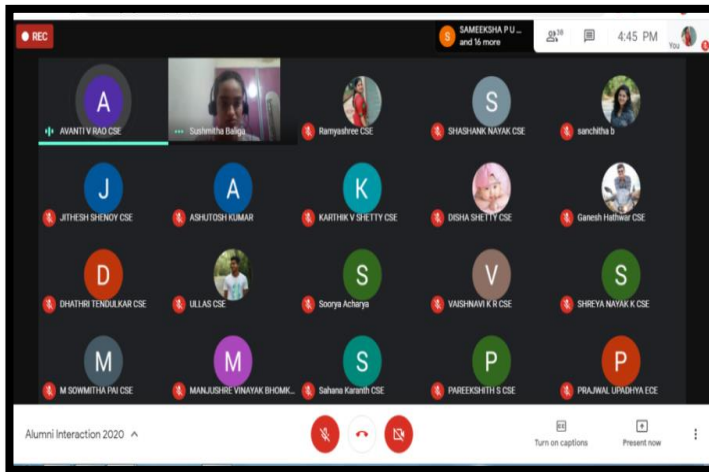 REC
S
SAMEEKSHA P U ...
and 16 more
38
4:45 PM
You
A
AVANTI V RAO CSE
Sushmitha Baliga
Ramyashree CSE
S
SHASHANK NAYAK CSE
sanchitha b
J
JITHESH SHENOY CSE
A
ASHUTOSH KUMAR
K
KARTHIK V SHETTY CSE
DISHA SHETTY CSE
Ganesh Hathwar CSE
D
DHATHRI TENDULKAR CSE
ULLAS CSE
S
Soorya Acharya
V
VAISHNAVI K R CSE
S
SHREYA NAYAK K CSE
M
M SOWMITHA PAI CSE
M
MANJUSHRE VINAYAK BHOMK...
S
Sahana Karanth CSE
P
PAREEKSHITH S CSE
P
PRAJWAL UPADHYA ECE
Alumni Interaction 2020
CC
Turn on captions
Present now